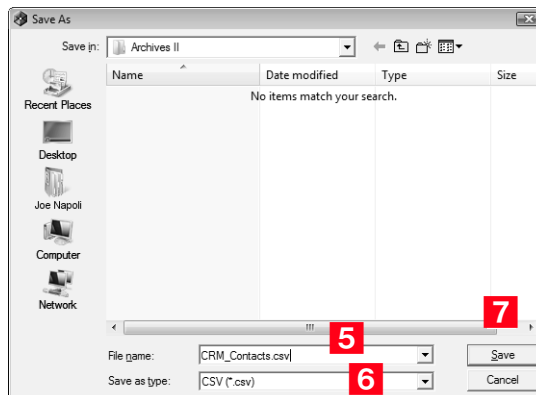 Save As
Save in: Archives II
Name Date modified Type Size
No items match your search.
Recent Places
Desktop
Joe Napoli
Computer
Network
7
5
File name: CRM_Contacts.csv Save
6
Save as type: CSV (*.csv) Cancel